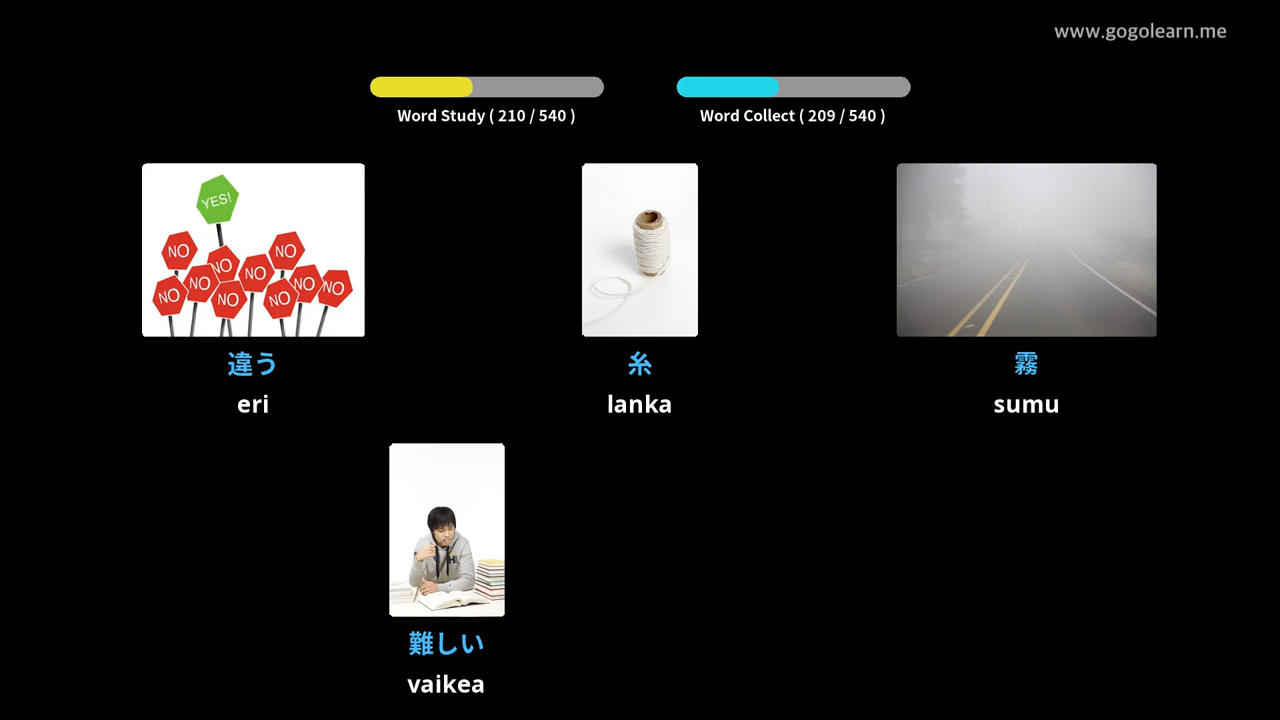 www.gogolearn.me
Word Study ( 210 / 540 )
Word Collect ( 209 / 540 )
YES!
NO
NO
NO
NO
NO
NO
NO
NO
NO
NO
違う
eri
糸
lanka
霧
sumu
難しい
vaikea